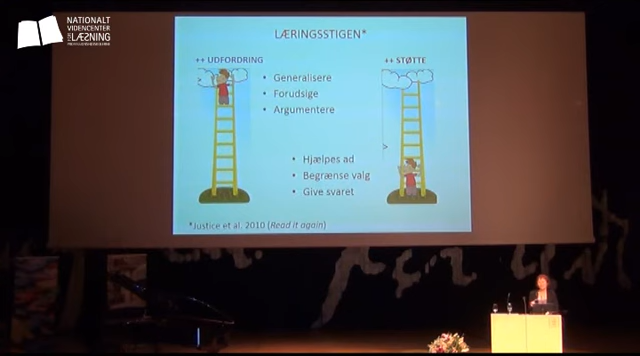 NATIONALT
VIDENCENTER
FOR LÆSNING
LÆRINGSSTIGEN*
++ UDFORDRING
++ STØTTE
• Generalisere
• Forudsige
• Argumentere
• Hjælpes ad
• Begrænse valg
• Give svaret
*Justice et al, 2010 (Read it again)